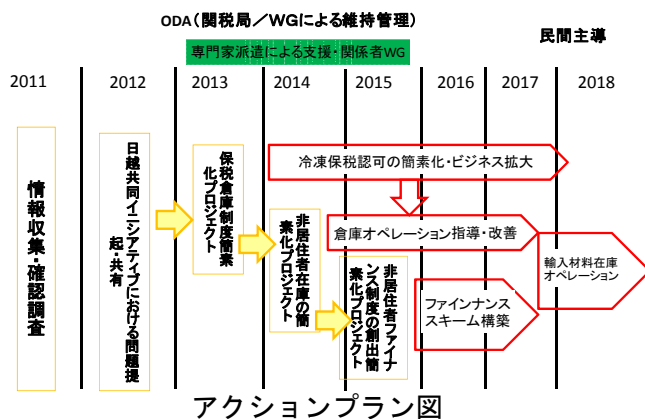 ODA（関税局／WGによる維持管理）
民間主導
専門家派遣による支援・関係者WG
2011
2012
2013
2014
2015
2016
2017
2018
情報収集・確認調査
日越共同イニシアティブにおける問題提
起・共有
保税倉庫制度簡素
化プロジェクト
非居住者在庫の簡
素化プロジェクト
非居住者ファイナ
ンス制度の創出簡
素化プロジェクト
冷凍保税認可の簡素化・ビジネス拡大
倉庫オペレーション指導・改善
ファインナンス
スキーム構築
輸入材料在庫
オペレーション
アクションプラン図